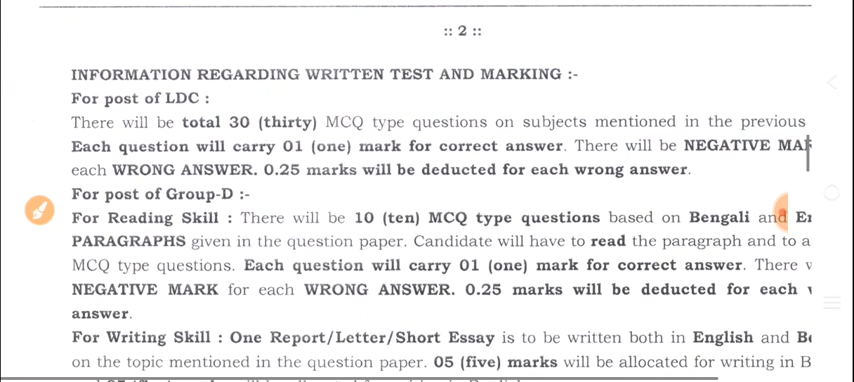 :: 2 ::
INFORMATION REGARDING WRITTEN TEST AND MARKING :-
For post of LDC :
There will be total 30 (thirty) MCQ type questions on subjects mentioned in the previous
Each question will carry 01 (one) mark for correct answer. There will be NEGATIVE
each WRONG ANSWER. 0.25 marks will be deducted for each wrong answer.
For post of Group-D :-
For Reading Skill : There will be 10 (ten) MCQ type questions based on Bengali and
PARAGRAPHS given in the question paper. Candidate will have to read the paragraph and to
MCQ type questions. Each question will carry 01 (one) mark for correct answer. There
NEGATIVE MARK for each WRONG ANSWER. 0.25 marks will be deducted for each
answer.
For Writing Skill : One Report/Letter/Short Essay is to be written both in English and
on the topic mentioned in the question paper. 05 (five) marks will be allocated for writing in